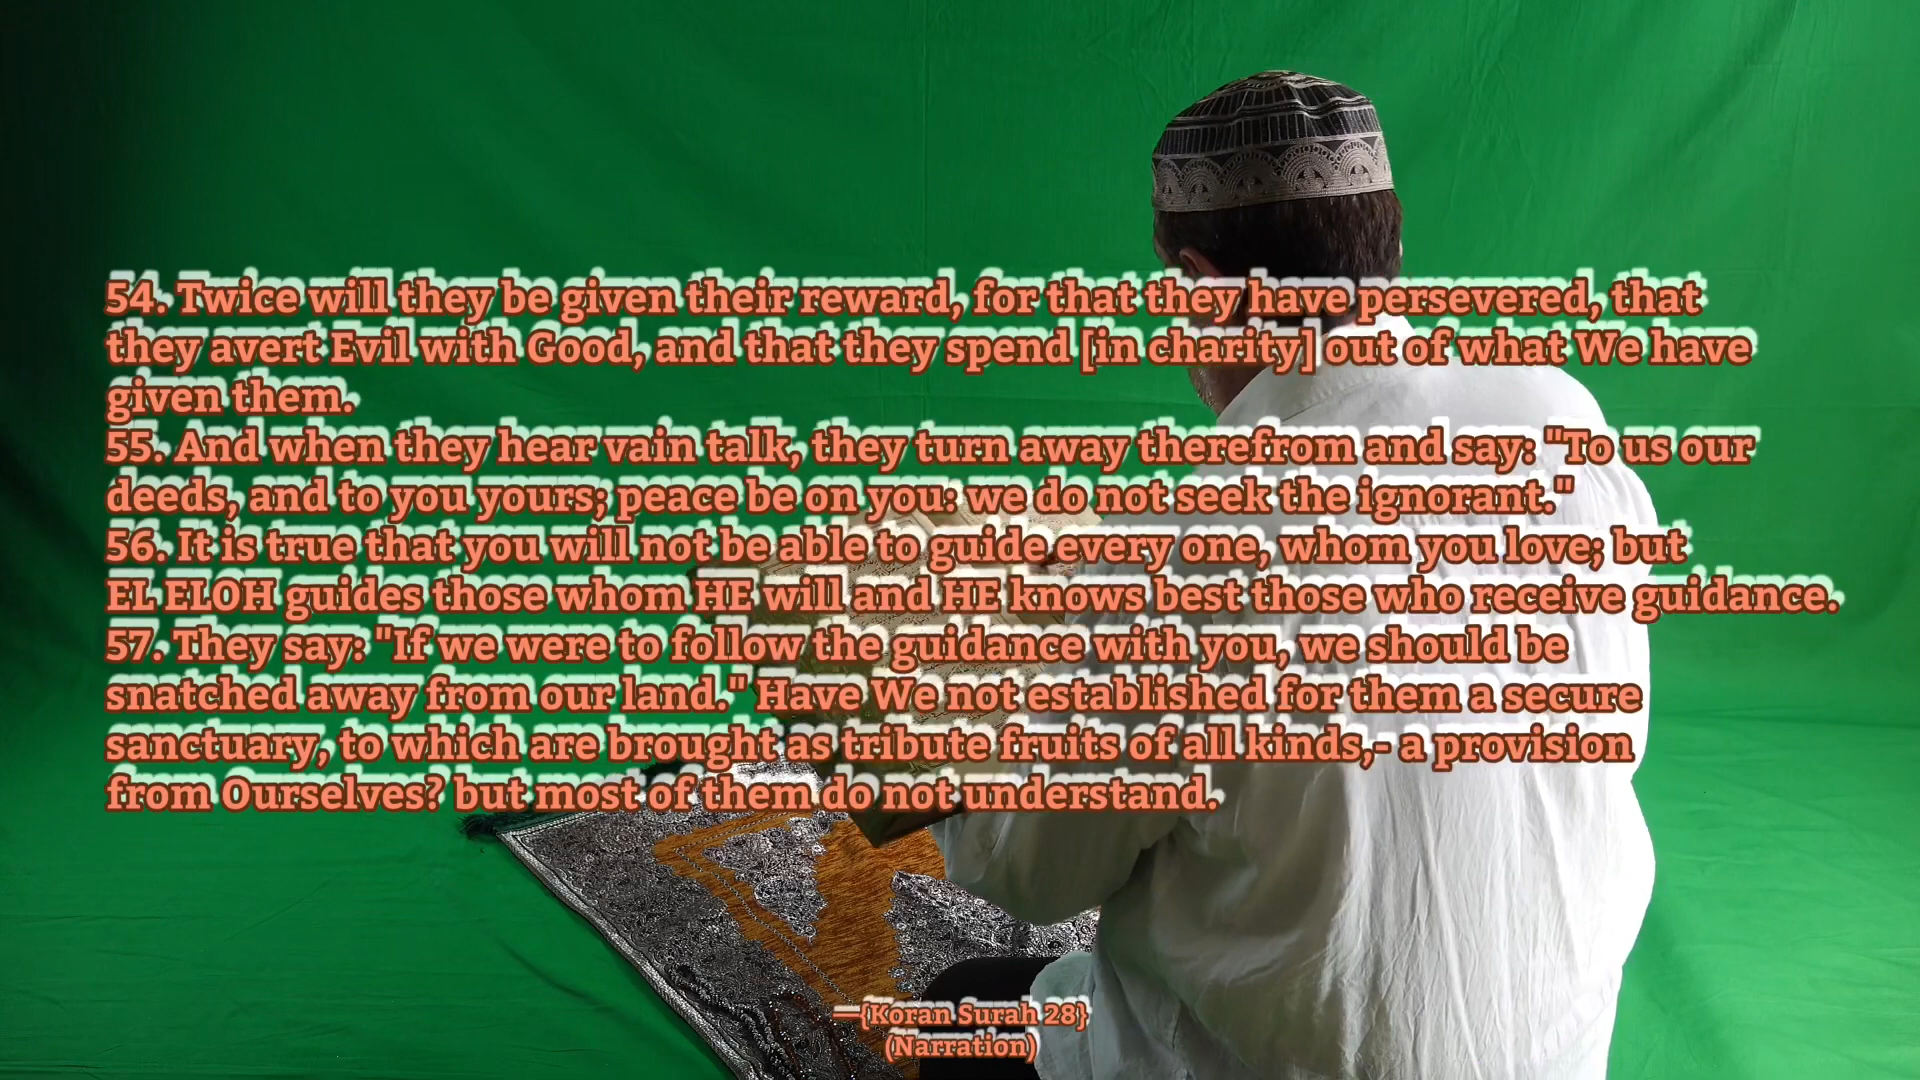 54. Twice will they be given their reward, for that they have persevered, that
they avert Evil with Good, and that they spend [in charity] out of what We have
given them.
55. And when they hear vain talk, they turn away therefrom and say: "To us our
deeds, and to you yours; peace be on you: we do not seek the ignorant."
56. It is true that you will not be able to guide every one, whom you love; but
EL ELOH guides those whom HE will and HE knows best those who receive guidance.
57. They say: "If we were to follow the guidance with you, we should be
snatched away from our land." Have We not established for them a secure
sanctuary, to which are brought as tribute fruits of all kinds,- a provision
from Ourselves? but most of them do not understand.
—{Koran Surah 28}
(Narration)